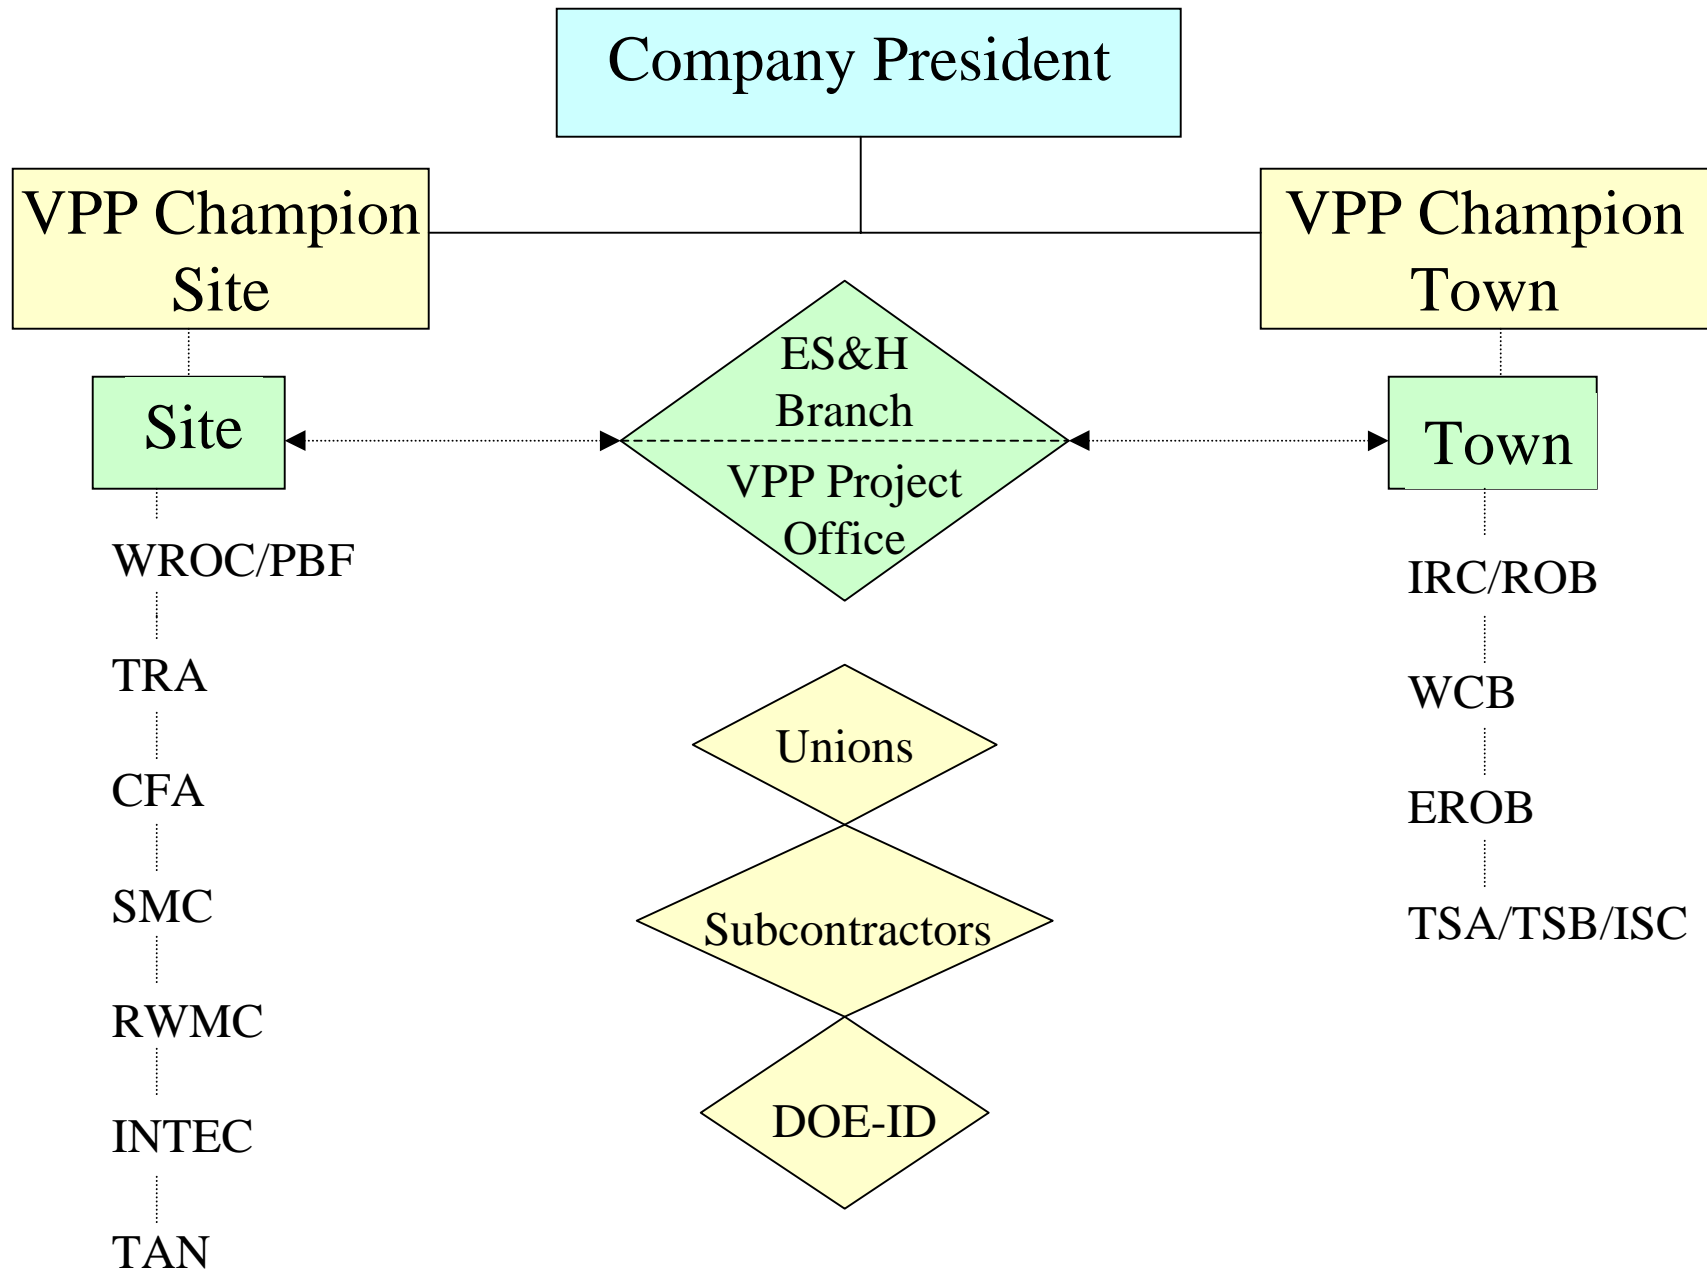 Company President
VPP Champion
Site
VPP Champion
Town
ES&H
Branch
VPP Project
Office
Site
Town
WROC/PBF
TRA
CFA
SMC
RWMC
INTEC
TAN
Unions
Subcontractors
DOE-ID
IRC/ROB
WCB
EROB
TSA/TSB/ISC